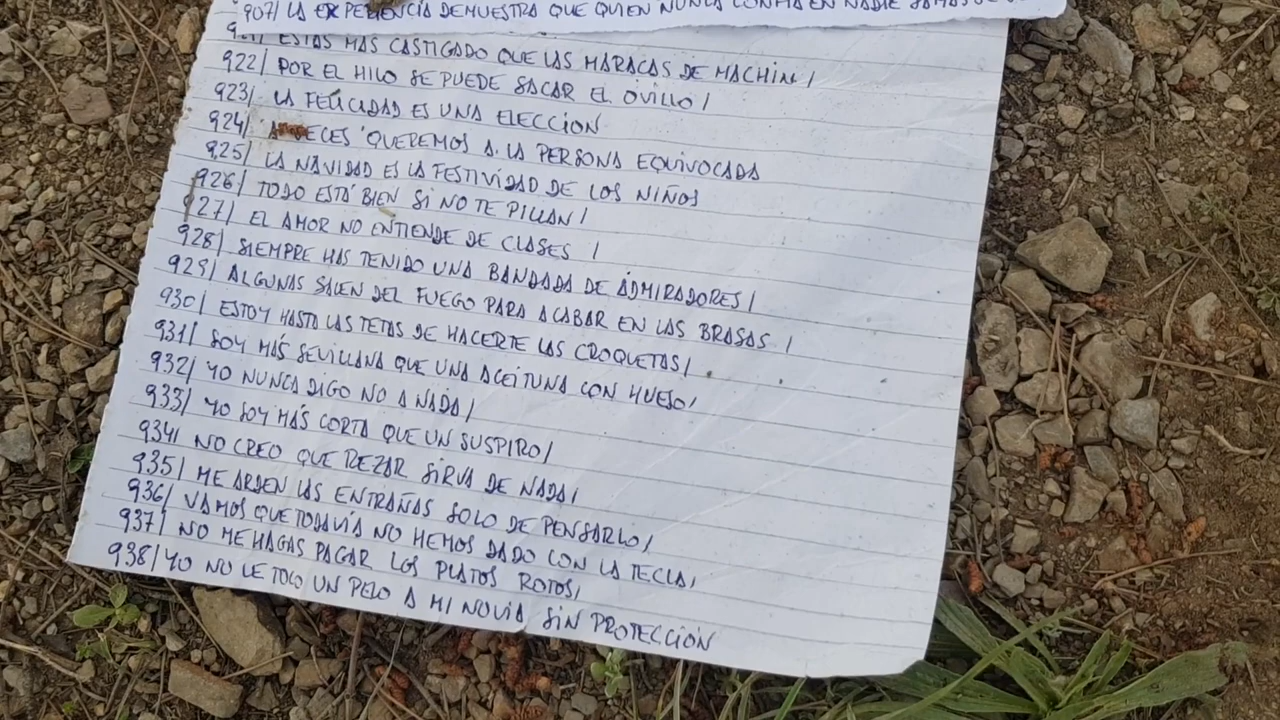 907/ LA EXPERIENCIA DEMUESTRA QUE QUIEN NUNCA CONFIA EN NADIE JAMAS
921/ ESTAS MAS CASTIGADO QUE LAS MARACAS DE MACHIN/
922/ POR EL HILO SE PUEDE SACAR EL OVILLO/
923/ LA FELICIDAD ES UNA ELECCION
924/ A VECES QUEREMOS A LA PERSONA EQUIVOCADA
925/ LA NAVIDAD ES LA FESTIVIDAD DE LOS NIÑOS
926/ TODO ESTÁ BIEN SI NO TE PILLAN/
927/ EL AMOR NO ENTIENDE DE CLASES /
928/ SIEMPRE HAS TENIDO UNA BANDADA DE ADMIRADORES/
929/ ALGUNAS SALEN DEL FUEGO PARA ACABAR EN LAS BRASAS /
930/ ESTOY HASTA LAS TETAS DE HACERTE LAS CROQUETAS/
931/ SOY MÁS SEVILLANA QUE UNA ACEITUNA CON HUESO/
932/ YO NUNCA DIGO NO A NADA/
933/ YO SOY MÁS CORTA QUE UN SUSPIRO/
934/ NO CREO QUE REZAR SIRVA DE NADA/
935/ ME ARDEN LAS ENTRAÑAS SOLO DE PENSARLO/
936/ VAMOS QUE TODAVÍA NO HEMOS DADO CON LA TECLA/
937/ NO ME HAGAS PAGAR LOS PLATOS ROTOS/
938/ YO NO LE TOCO UN PELO A MI NOVIA SIN PROTECCIÓN